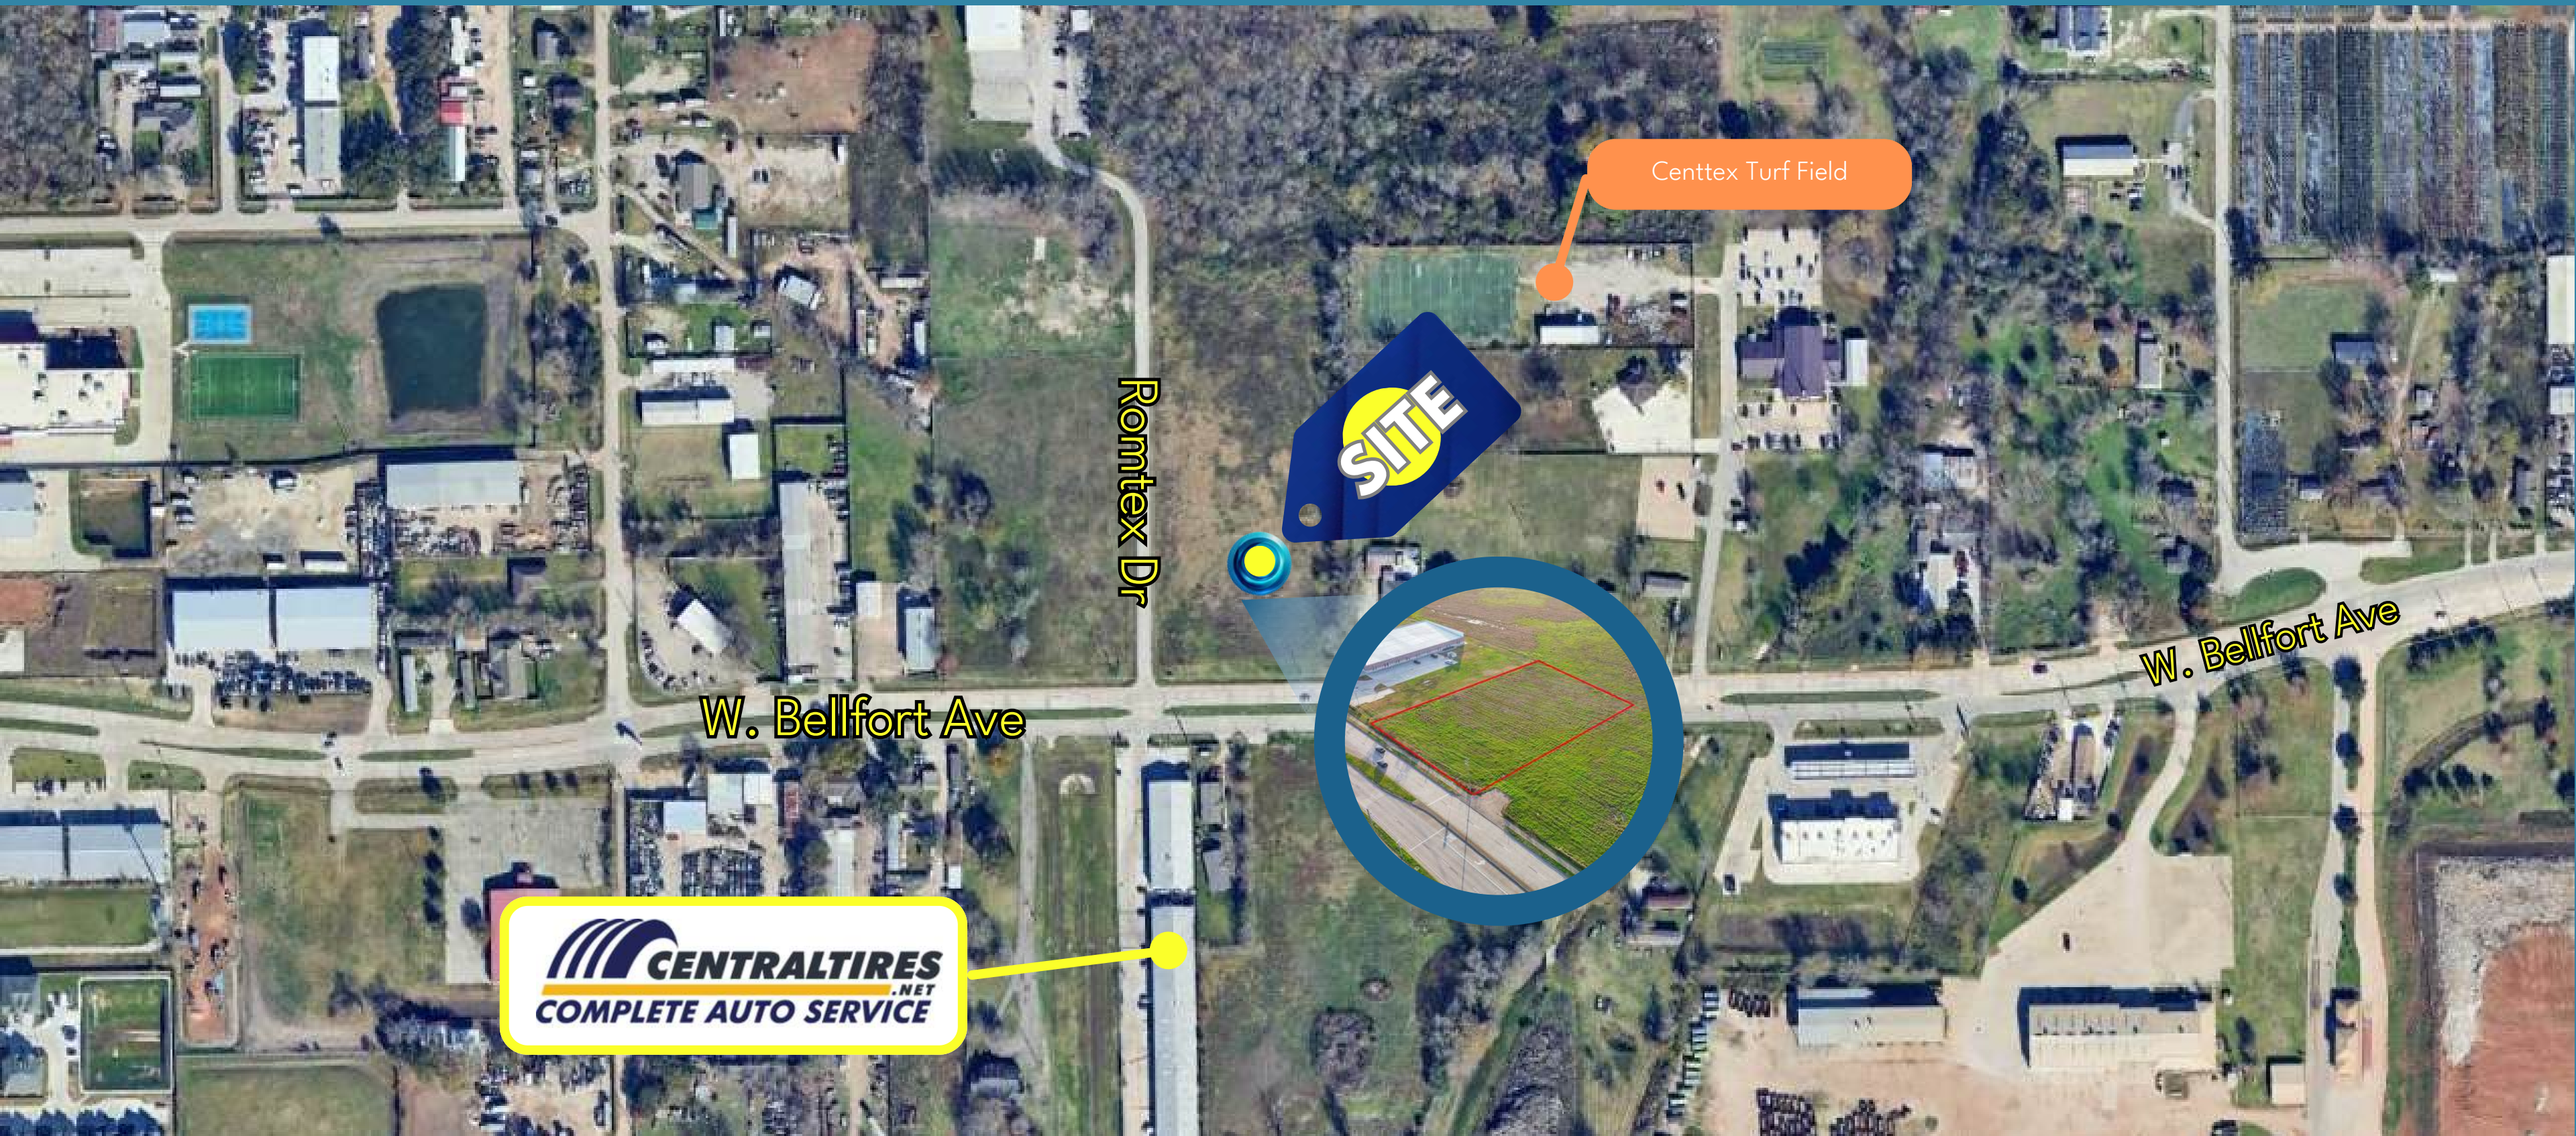 Centtex Turf Field
SITE
Romtex Dr
W. Bellfort Ave
W. Bellfort Ave
CENTRALTIRES
.NET
COMPLETE AUTO SERVICE